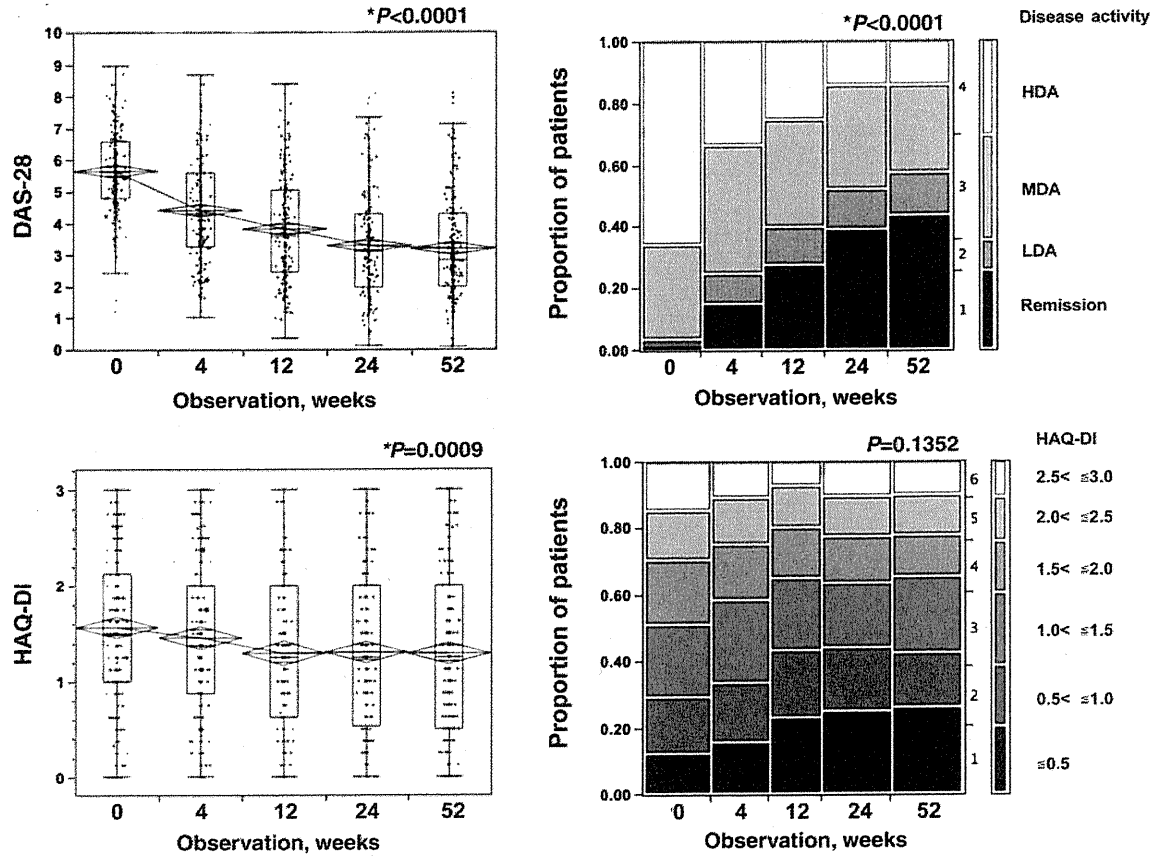 *P<0.0001
10
9
8
7
6
5
4
3
2
1
0
DAS-28
0 4 12 24 52
Observation, weeks
*P<0.0001
Disease activity
1.00
0.80
0.60
0.40
0.20
0.00
Proportion of patients
4
3
2
1
HDA
MDA
LDA
Remission
0 4 12 24 52
Observation, weeks
*P=0.0009
3
2
1
0
HAQ-DI
0 4 12 24 52
Observation, weeks
P=0.1352
HAQ-DI
1.00
0.80
0.60
0.40
0.20
0.00
Proportion of patients
6
5
4
3
2
1
2.5< ≦3.0
2.0< ≦2.5
1.5< ≦2.0
1.0< ≦1.5
0.5< ≦1.0
≦0.5
0 4 12 24 52
Observation, weeks